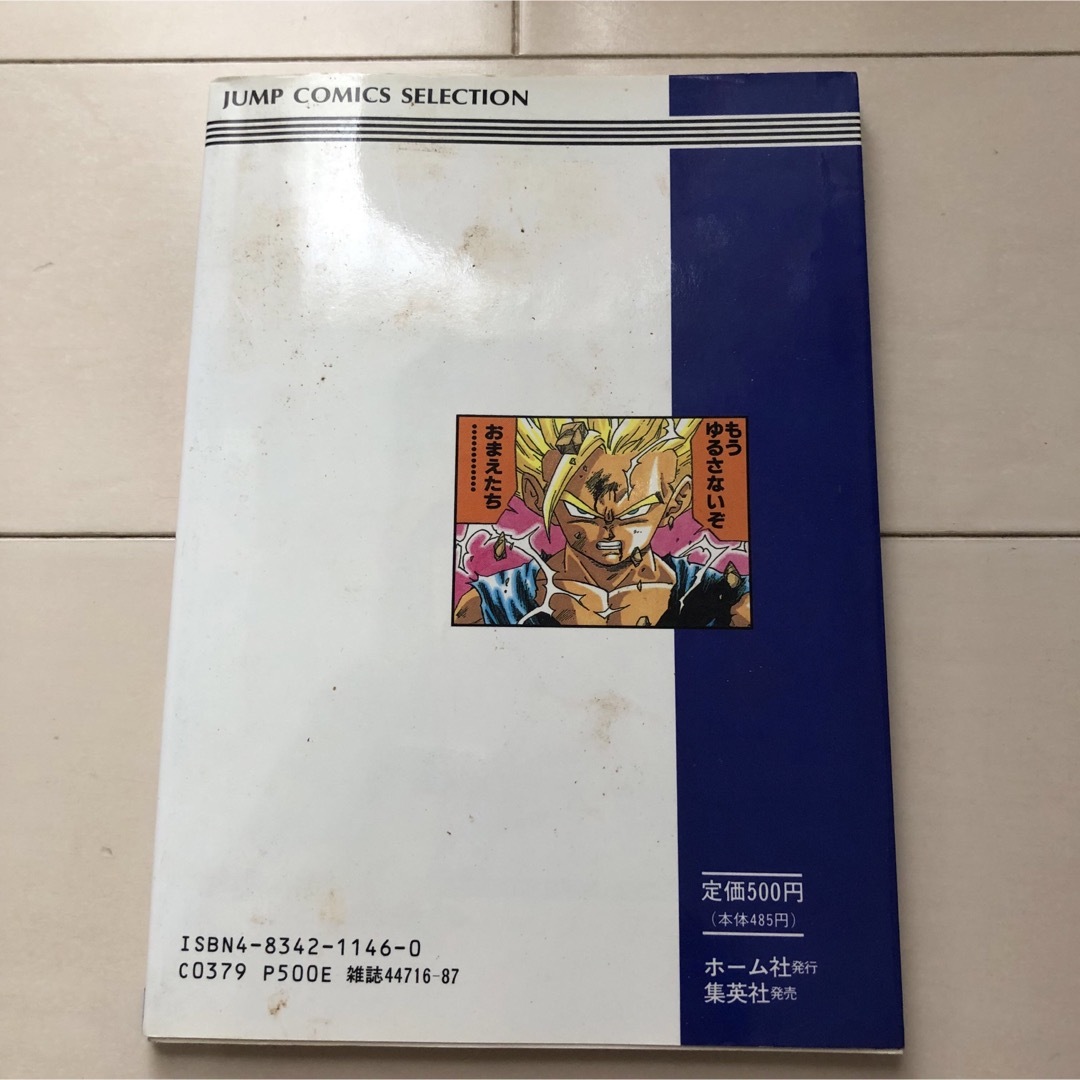 JUMP COMICS SELECTION
もう
ゆるさないぞ
おまえたち
…………
定価500円
(本体485円)
ISBN4-8342-1146-0
C0379 P500E 雑誌44716-87
ホーム社発行
集英社発売